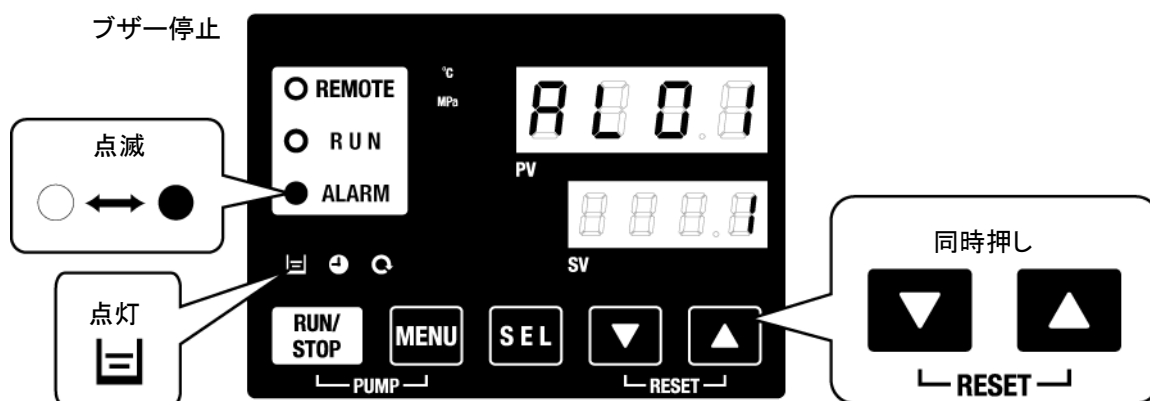 ブザー停止
点滅
点灯
REMOTE
RUN
ALARM
°C
MPa
AL01
PV
1
SV
RUN/
STOP
MENU
SEL
PUMP
RESET
同時押し
RESET